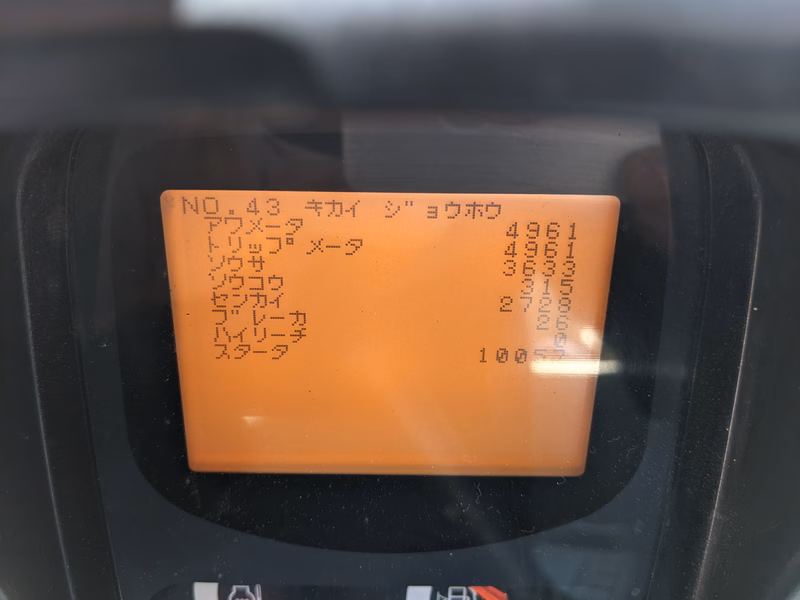 NO.43 キカイ ジョウホウ
アワメータ 4961
トリップ メータ 4961
ソウサ 3633
ソウコウ 315
センカイ 2728
ブレーカ 26
ハイリーチ 0
スタータ